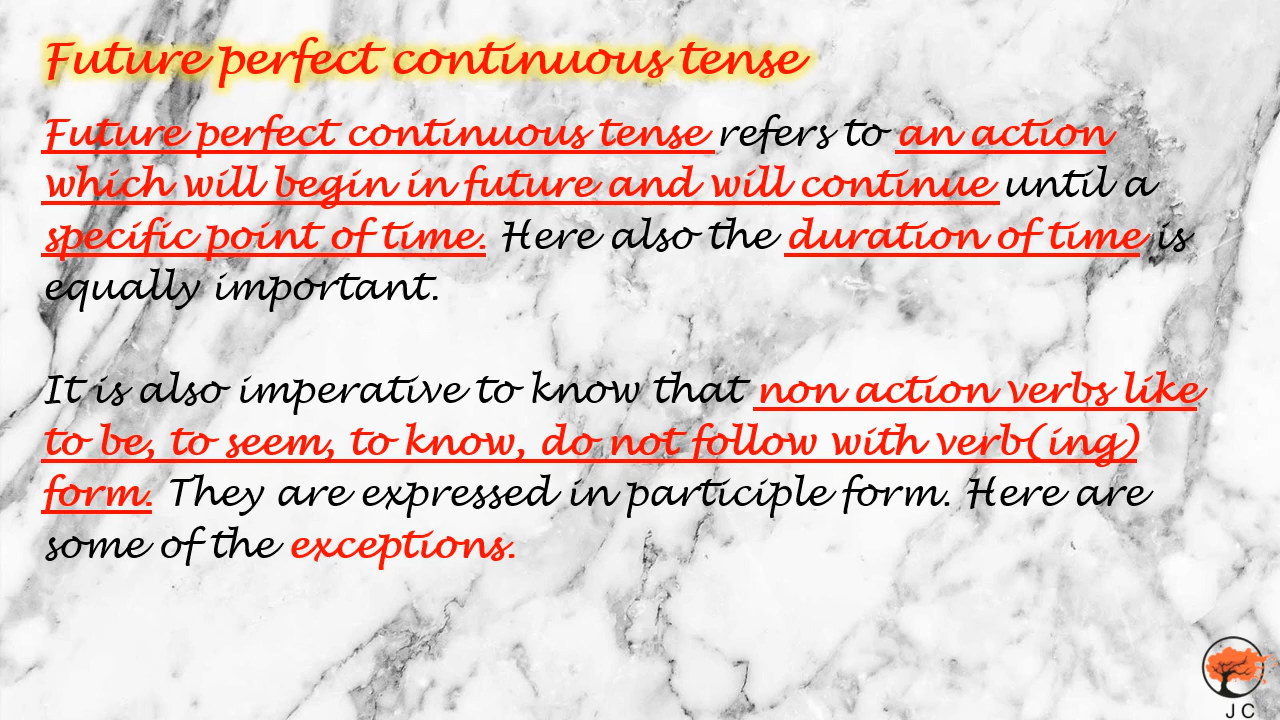 Future perfect continuous tense
Future perfect continuous tense refers to an action
which will begin in future and will continue until a
specific point of time. Here also the duration of time is
equally important.
It is also imperative to know that non action verbs like
to be, to seem, to know, do not follow with verb(ing)
form. They are expressed in participle form. Here are
some of the exceptions.
J C